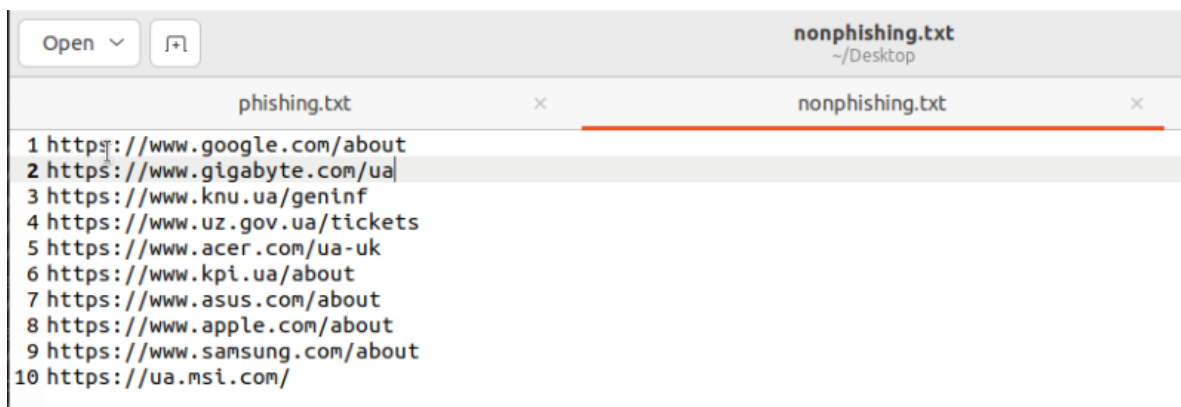 Open
nonphishing.txt
~/Desktop
phishing.txt
nonphishing.txt
1 https://www.google.com/about
2 https://www.gigabyte.com/ua
3 https://www.knu.ua/geninf
4 https://www.uz.gov.ua/tickets
5 https://www.acer.com/ua-uk
6 https://www.kpi.ua/about
7 https://www.asus.com/about
8 https://www.apple.com/about
9 https://www.samsung.com/about
10 https://ua.msi.com/